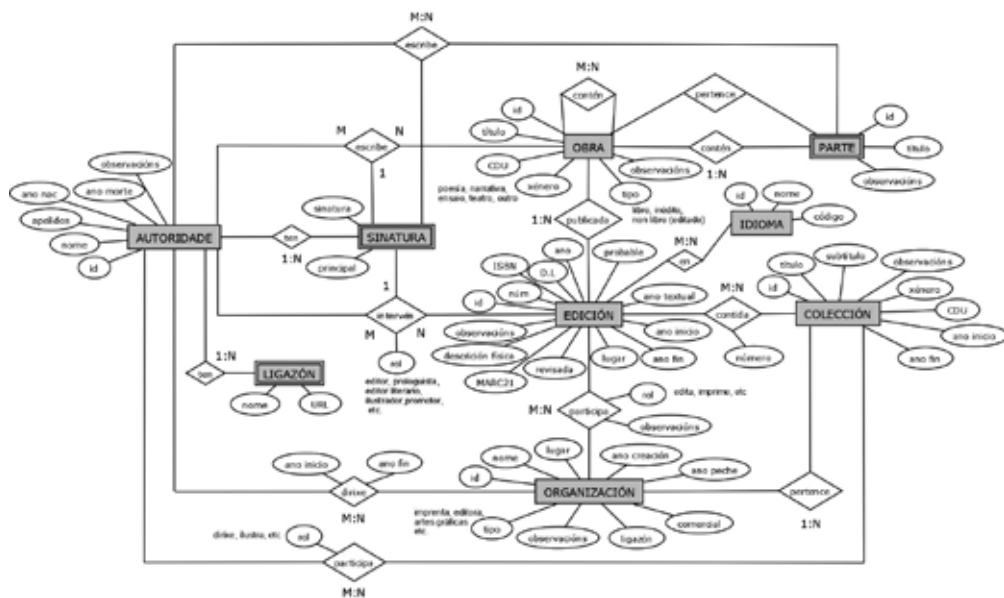 M:N
escribe
M:N
contén
pertence
id
id
M
N
título
escribe
OBRA
contén
PARTE
título
observacións
CDU
observacións
observacións
ano nac
ano morte
1
xénero
1:N
poesía, narrativa,
ensaio, teatro, outro
tipo
id
nome
apelidos
sinatura
libro, inédito,
non libro (editado)
1:N
publicada
IDIOMA
código
AUTORIDADE
ten
SINATURA
nome
1:N
ano
probable
M:N
en
id
principal
ISBN
D.L
subtítulo
observacións
título
1
núm
ano textual
M:N
id
xénero
id
EDICIÓN
contida
COLECCIÓN
M
N
observacións
ano inicio
CDU
rol
descrición física
lugar
ano fin
número
ano inicio
1:N
MARC21
revisada
ano fin
ten
LIGAZÓN
editor, prologuista,
editor literario,
ilustrador, promotor,
etc.
nome
URL
rol
edita, imprime, etc
M:N
participa
observacións
lugar
ano creación
ano inicio
ano fin
nome
ano peche
id
dirixe
ORGANIZACIÓN
pertence
M:N
imprenta, editora,
artes gráficas
etc.
tipo
comercial
1:N
observacións
ligazón
dirixe, ilustra, etc
rol
participa
M:N